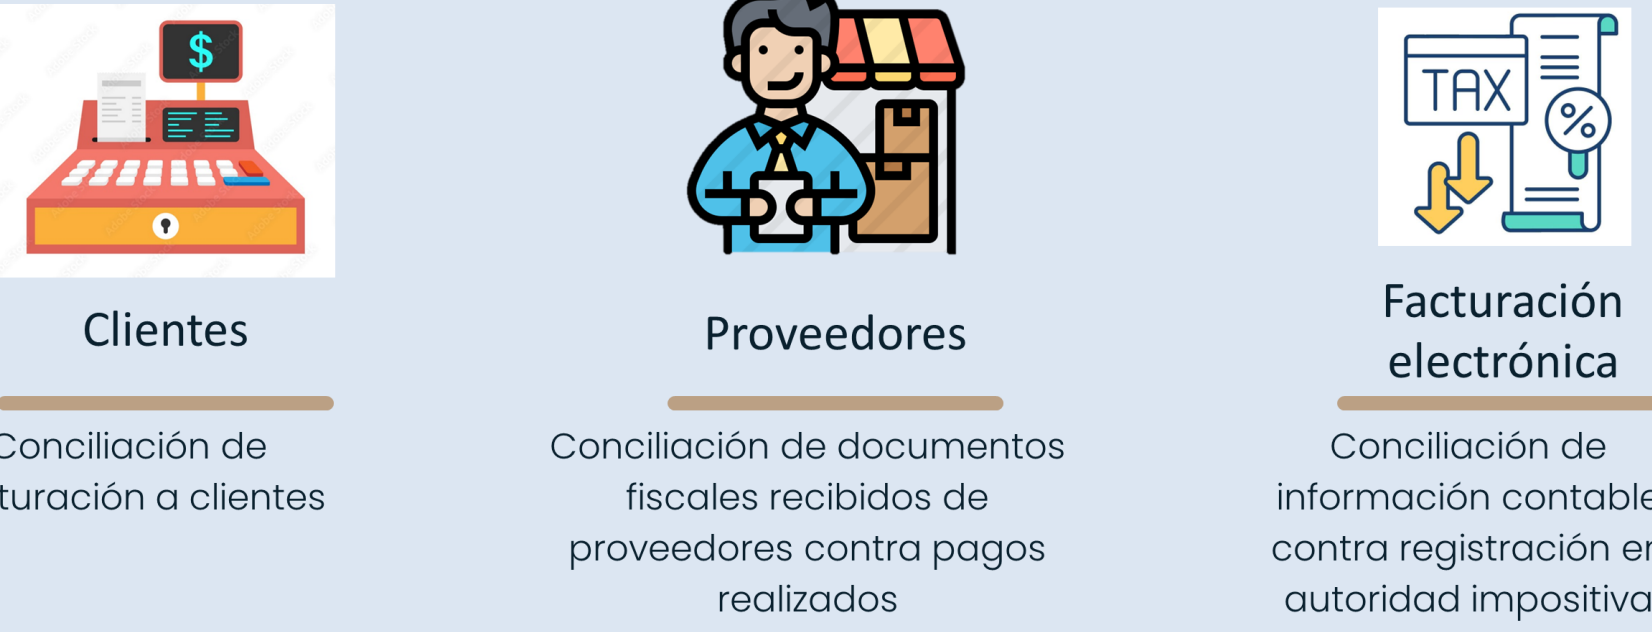 $
TAX
%
Clientes
Proveedores
Facturación
electrónica
Conciliación de
turación a clientes
Conciliación de documentos
fiscales recibidos de
proveedores contra pagos
realizados
Conciliación de
información contable
contra registración en
autoridad impositiva